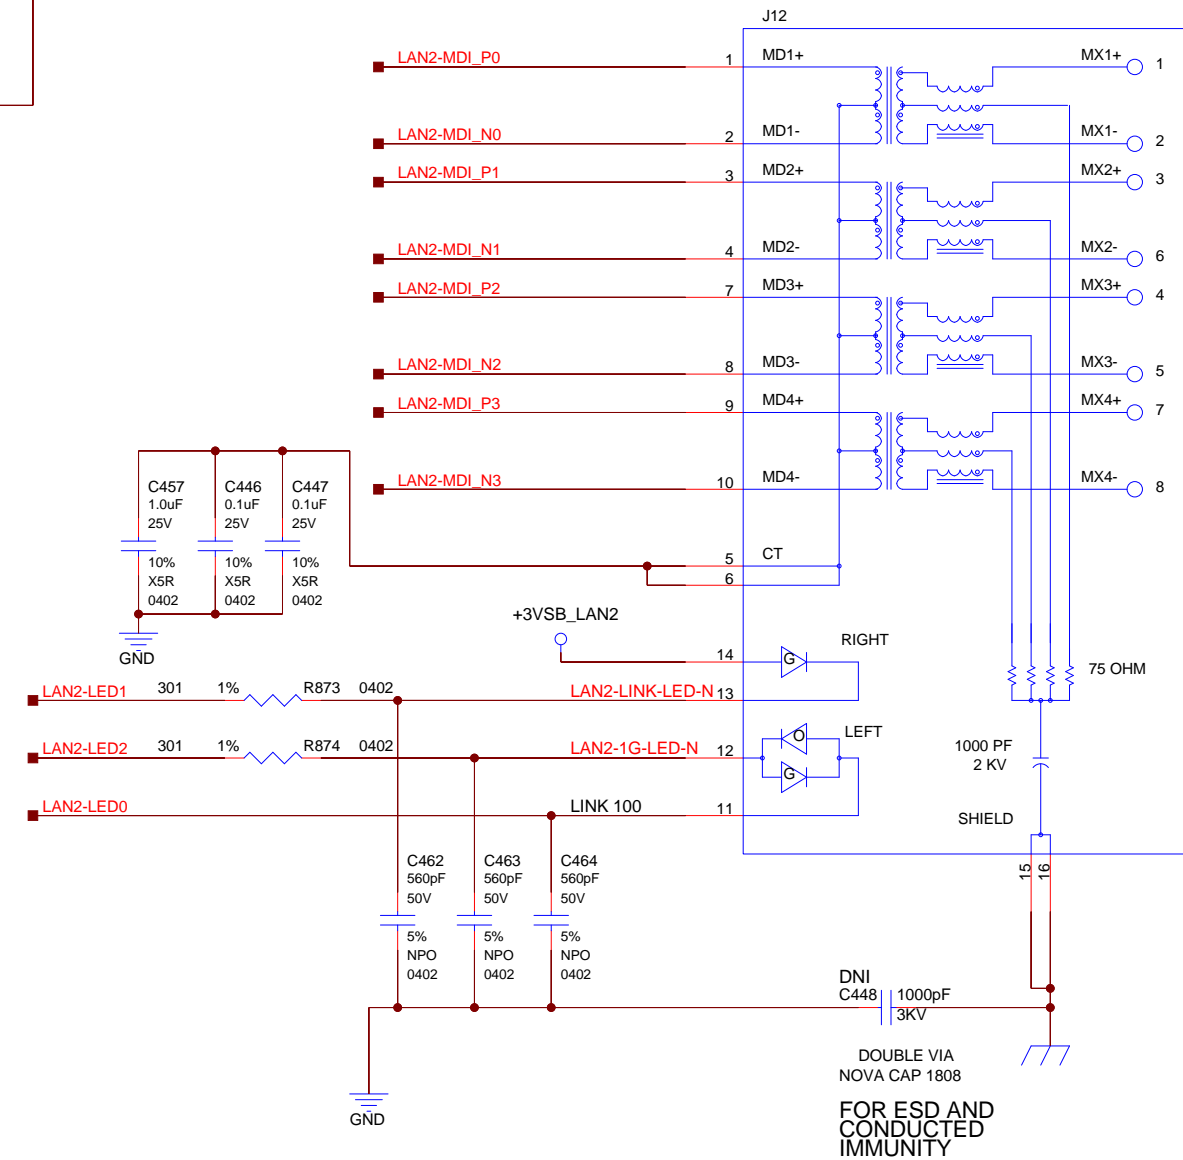 J12
LAN2-MDI_P0 1 MD1+ MX1+ 1
LAN2-MDI_N0 2 MD1- MX1- 2
LAN2-MDI_P1 3 MD2+ MX2+ 3
LAN2-MDI_N1 4 MD2- MX2- 6
LAN2-MDI_P2 7 MD3+ MX3+ 4
LAN2-MDI_N2 8 MD3- MX3- 5
LAN2-MDI_P3 9 MD4+ MX4+ 7
LAN2-MDI_N3 10 MD4- MX4- 8
C457 C446 C447
1.0uF 0.1uF 0.1uF
25V 25V 25V
10% 10% 10%
X5R X5R X5R
0402 0402 0402
GND
5 CT
6
+3VSB_LAN2
14 G RIGHT
LAN2-LED1 301 1% R873 0402 LAN2-LINK-LED-N 13
75 OHM
LAN2-LED2 301 1% R874 0402 LAN2-1G-LED-N 12 O LEFT
G
LAN2-LED0 LINK 100 11
1000 PF
2 KV
SHIELD
15 16
C462 C463 C464
560pF 560pF 560pF
50V 50V 50V
5% 5% 5%
NPO NPO NPO
0402 0402 0402
DNI
C448 1000pF
3KV
DOUBLE VIA
NOVA CAP 1808
GND
FOR ESD AND
CONDUCTED
IMMUNITY